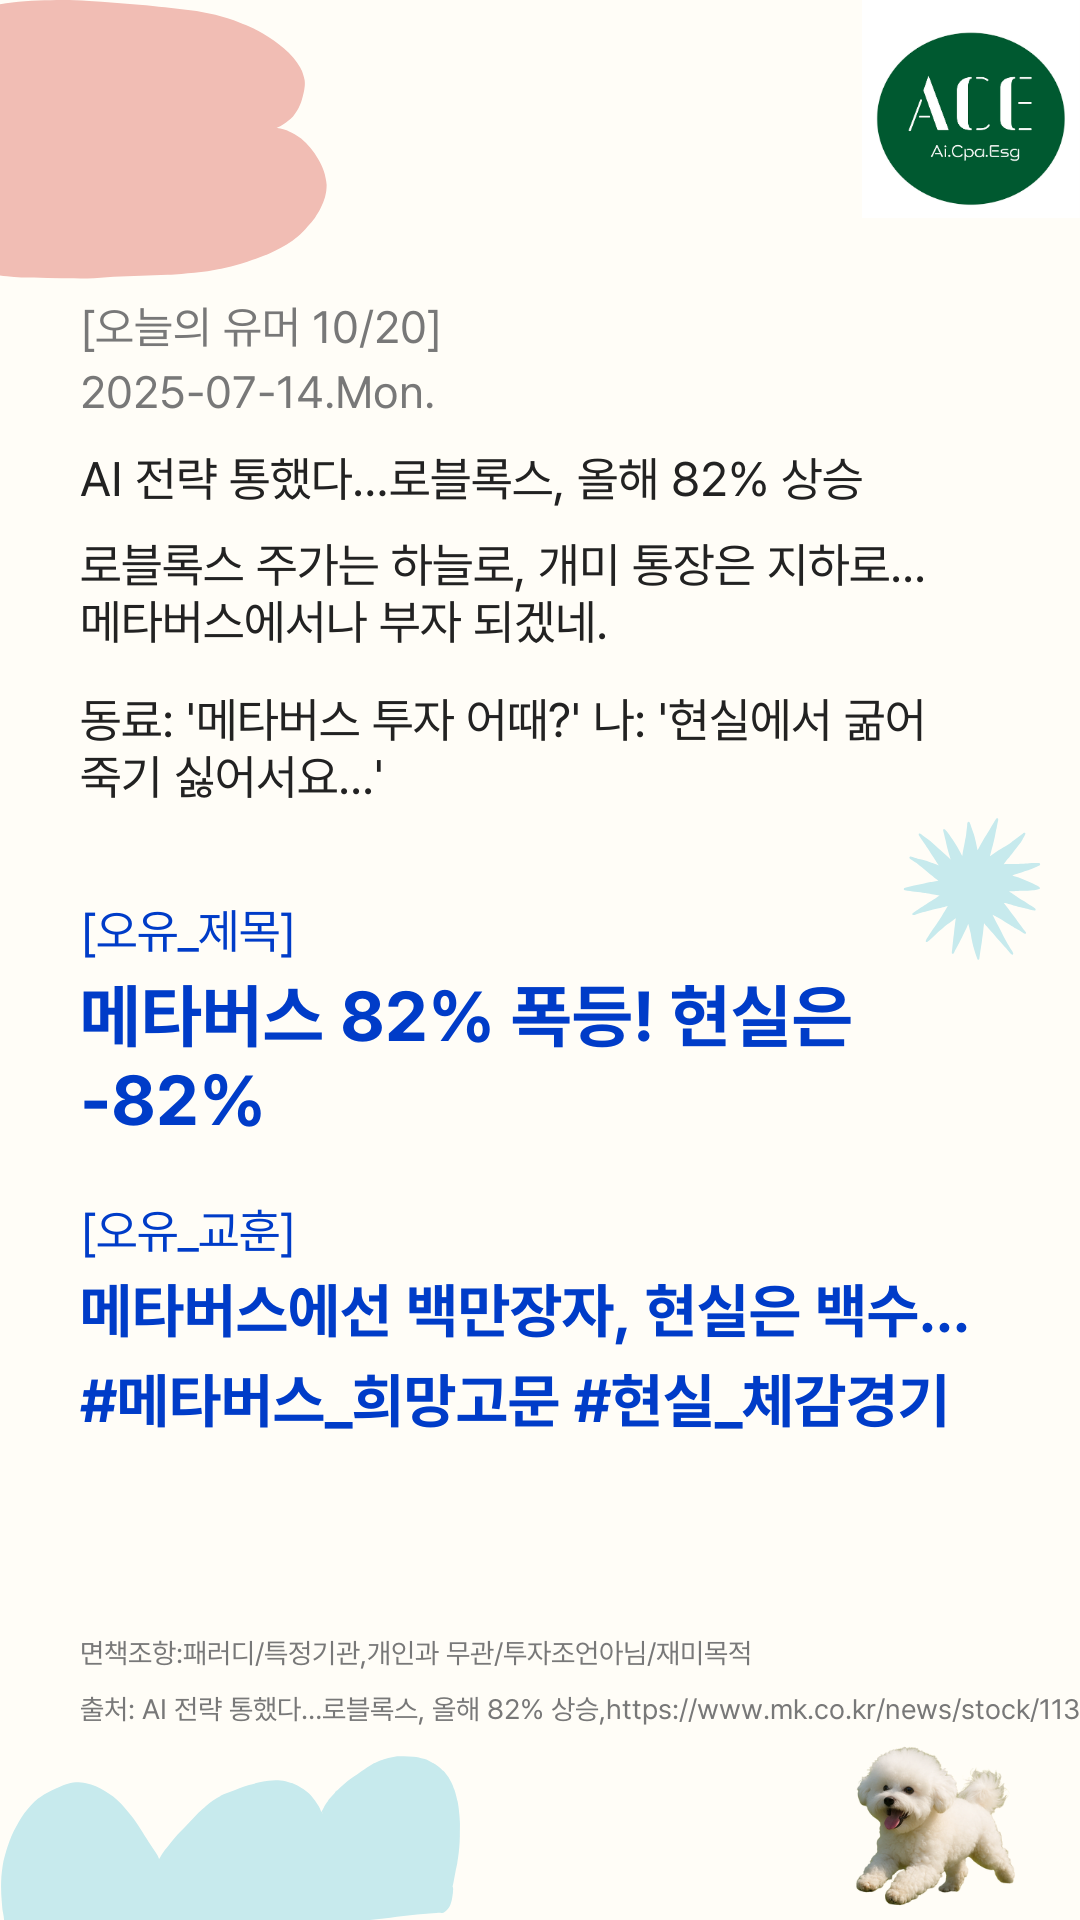 ACE
Ai.Cpa.Esg
[오늘의 유머 10/20]
2025-07-14.Mon.
AI 전략 통했다...로블록스, 올해 82% 상승
로블록스 주가는 하늘로, 개미 통장은 지하로...
메타버스에서나 부자 되겠네.
동료: '메타버스 투자 어때?' 나: '현실에서 굶어
죽기 싫어서요...'
[오유_제목]
메타버스 82% 폭등! 현실은
-82%
[오유_교훈]
메타버스에선 백만장자, 현실은 백수...
#메타버스_희망고문 #현실_체감경기
면책조항:패러디/특정기관,개인과 무관/투자조언아님/재미목적
출처: AI 전략 통했다...로블록스, 올해 82% 상승,https://www.mk.co.kr/news/stock/113